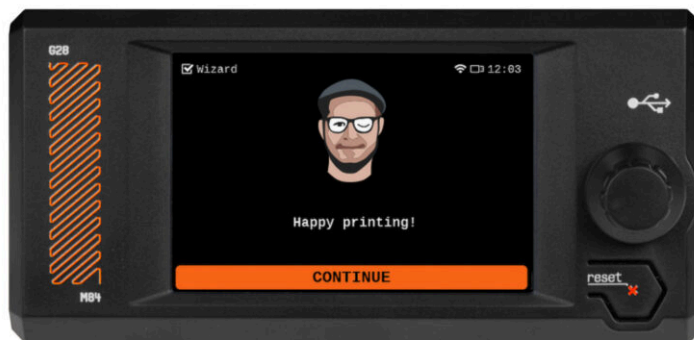 G28
Wizard
12:03
Happy printing!
CONTINUE
reset
M84